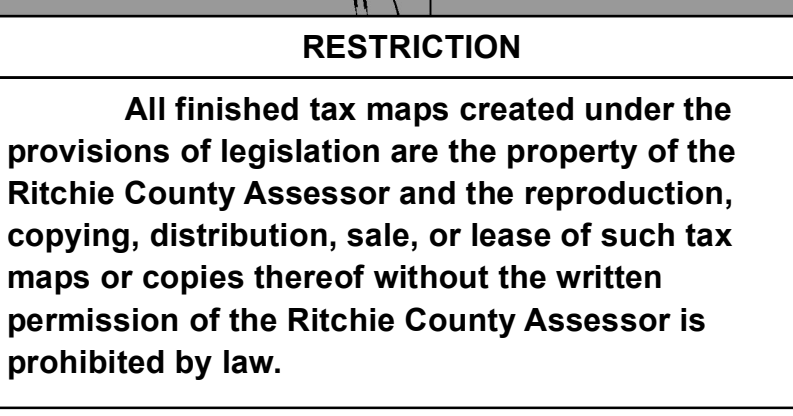 RESTRICTION
All finished tax maps created under the
provisions of legislation are the property of the
Ritchie County Assessor and the reproduction,
copying, distribution, sale, or lease of such tax
maps or copies thereof without the written
permission of the Ritchie County Assessor is
prohibited by law.